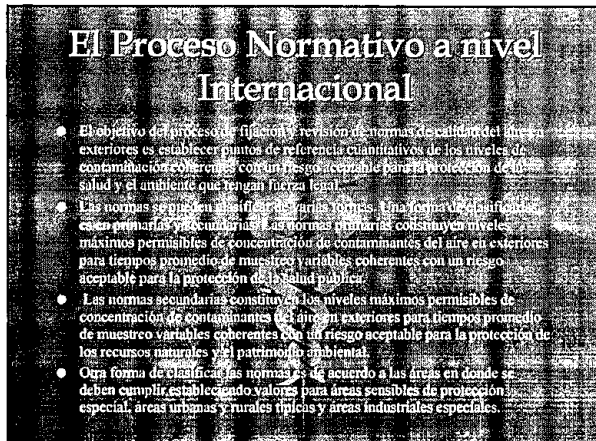 El Proceso Normativo a nivel
Internacional
● El objetivo del proceso de fijación y revisión de normas de calidad del aire en
exteriores es establecer puntos de referencia cuantitativos de los niveles de
contaminación coherentes con un riesgo aceptable para la protección de la
salud y el ambiente que tengan fuerza legal.
● Las normas se pueden clasificar de varias formas. Una forma de clasificarlas
es en primarias y secundarias. Las normas primarias constituyen niveles
máximos permisibles de concentración de contaminantes del aire en exteriores
para tiempos promedio de muestreo variables coherentes con un riesgo
aceptable para la protección de la salud publica.
● Las normas secundarias constituyen los niveles máximos permisibles de
concentración de contaminantes del aire en exteriores para tiempos promedio
de muestreo variables coherentes con un riesgo aceptable para la protección de
los recursos naturales y el patrimonio ambiental.
● Otra forma de clasificar las normas es de acuerdo a las áreas en donde se
deben cumplir, estableciendo valores para áreas sensibles de protección
especial, áreas urbanas y rurales típicas y áreas industriales especiales.